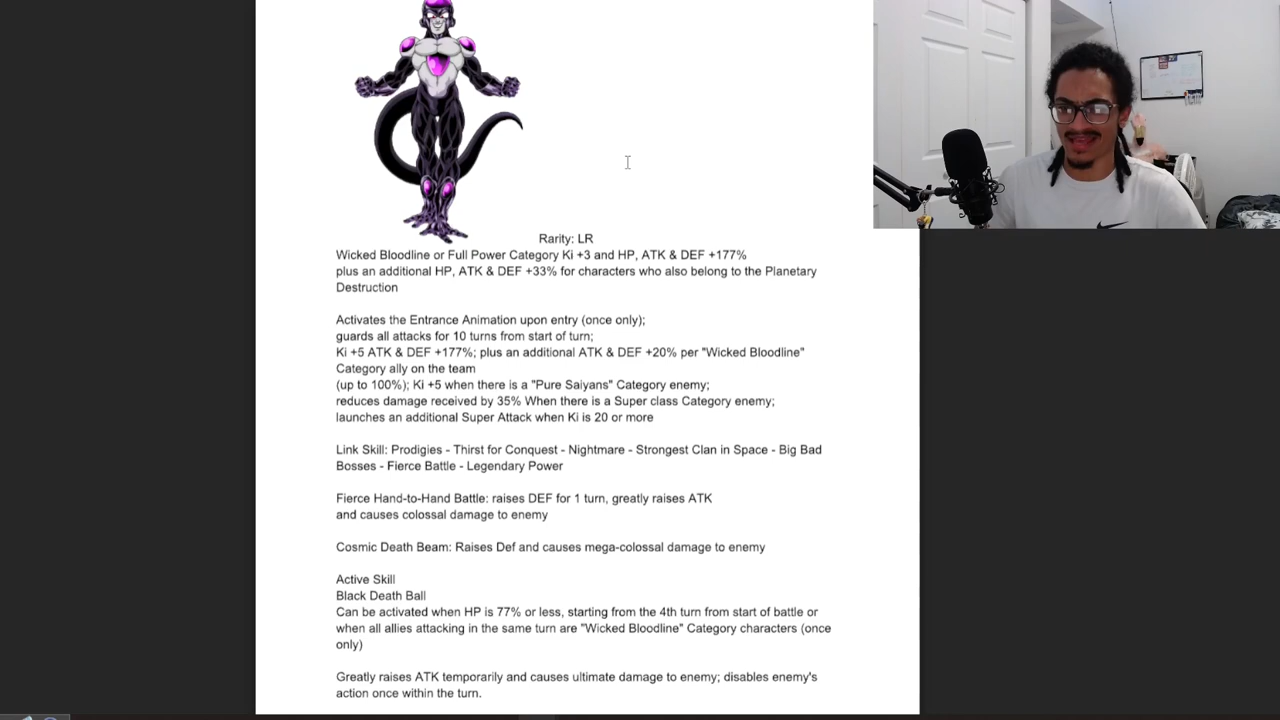 Rarity: LR
Wicked Bloodline or Full Power Category Ki +3 and HP, ATK & DEF +177%
plus an additional HP, ATK & DEF +33% for characters who also belong to the Planetary
Destruction
Activates the Entrance Animation upon entry (once only);
guards all attacks for 10 turns from start of turn;
Ki +5 ATK & DEF +177%; plus an additional ATK & DEF +20% per "Wicked Bloodline"
Category ally on the team
(up to 100%); Ki +5 when there is a "Pure Saiyans" Category enemy;
reduces damage received by 35% When there is a Super class Category enemy;
launches an additional Super Attack when Ki is 20 or more
Link Skill: Prodigies - Thirst for Conquest - Nightmare - Strongest Clan in Space - Big Bad
Bosses - Fierce Battle - Legendary Power
Fierce Hand-to-Hand Battle: raises DEF for 1 turn, greatly raises ATK
and causes colossal damage to enemy
Cosmic Death Beam: Raises Def and causes mega-colossal damage to enemy
Active Skill
Black Death Ball
Can be activated when HP is 77% or less, starting from the 4th turn from start of battle or
when all allies attacking in the same turn are "Wicked Bloodline" Category characters (once
only)
Greatly raises ATK temporarily and causes ultimate damage to enemy; disables enemy's
action once within the turn.